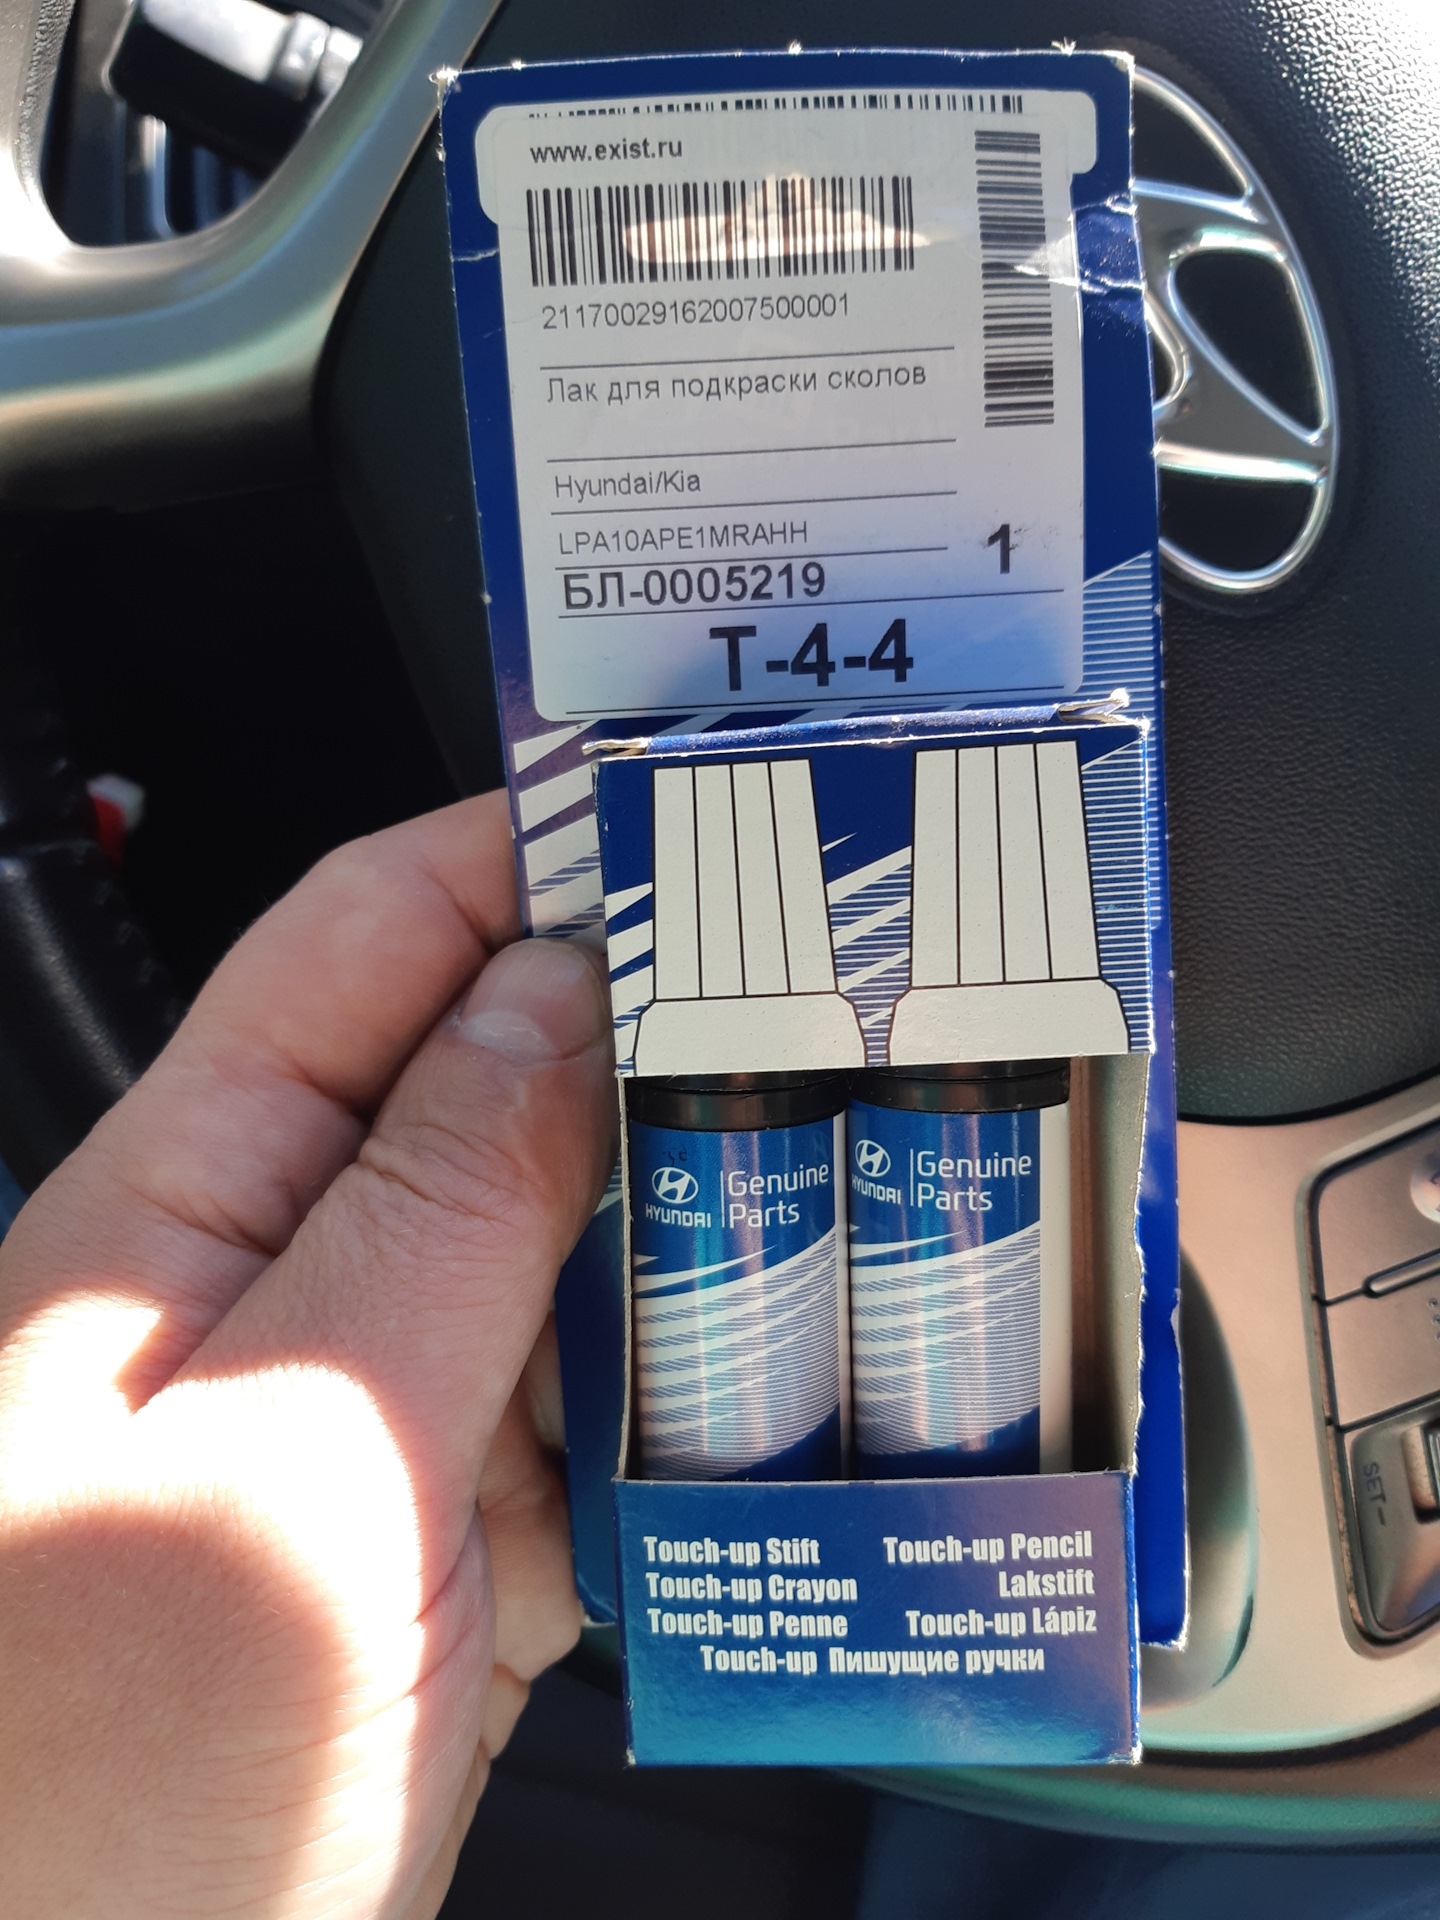 www.exist.ru
21170029162007500001
Лак для подкраски сколов
Hyundai/Kia
LPA10APE1MRAHH
1
БЛ-0005219
T-4-4
HYUNDAI
Genuine
Parts
HYUNDAI
Genuine
Parts
Touch-up Stift Touch-up Pencil
Touch-up Crayon Lakstift
Touch-up Penne Touch-up Lápiz
Touch-up Пишущие ручки
SET -